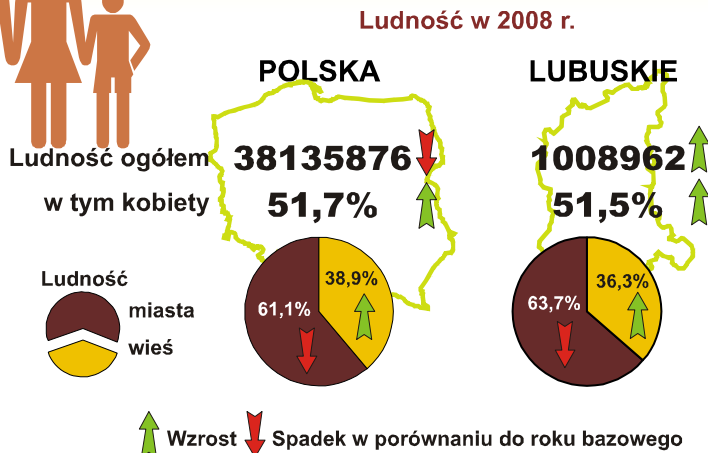 Ludność w 2008 r.
POLSKA
LUBUSKIE
Ludność ogółem 38135876 1008962
w tym kobiety 51,7% 51,5%
Ludność
miasta
wieś
61,1%
38,9%
63,7%
36,3%
Wzrost Spadek w porównaniu do roku bazowego